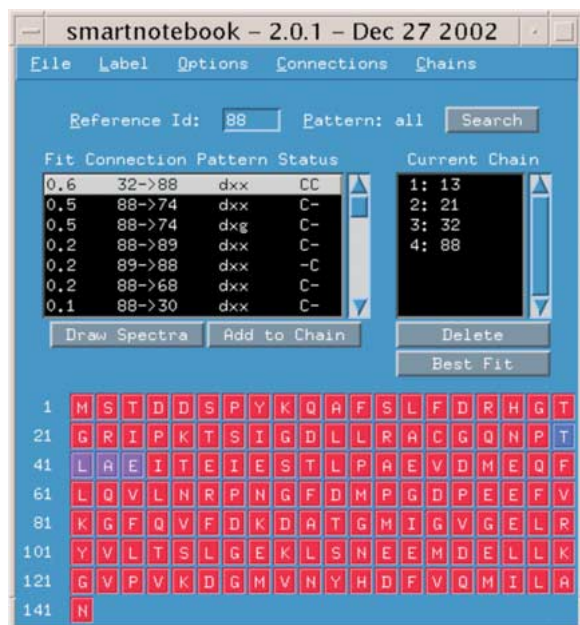 smartnotebook – 2.0.1 – Dec 27 2002
File Label Options Connections Chains
Reference Id: 88 Pattern: all Search
Fit Connection Pattern Status
0.6 32->88 dxx CC
0.5 88->74 dxx C-
0.5 88->74 dxg C-
0.2 88->89 dxx C-
0.2 89->88 dxx -C
0.2 88->68 dxx C-
0.1 88->30 dxx C-
Draw Spectra Add to Chain
Current Chain
1: 13
2: 21
3: 32
4: 88
Delete
Best Fit
1 M S T D D S P Y K Q A F S L F D R H G T
21 G R I P K T S I G D L L R A C G Q N P T
41 L A E I T E I E S T L P A E V D M E Q F
61 L Q V L N R P N G F D M P G D P E E F V
81 K G F Q V F D K D A T G M I G V G E L R
101 Y V L T S L G E K L S N E E M D E L L K
121 G V P V K D G M V N Y H D F V Q M I L A
141 N